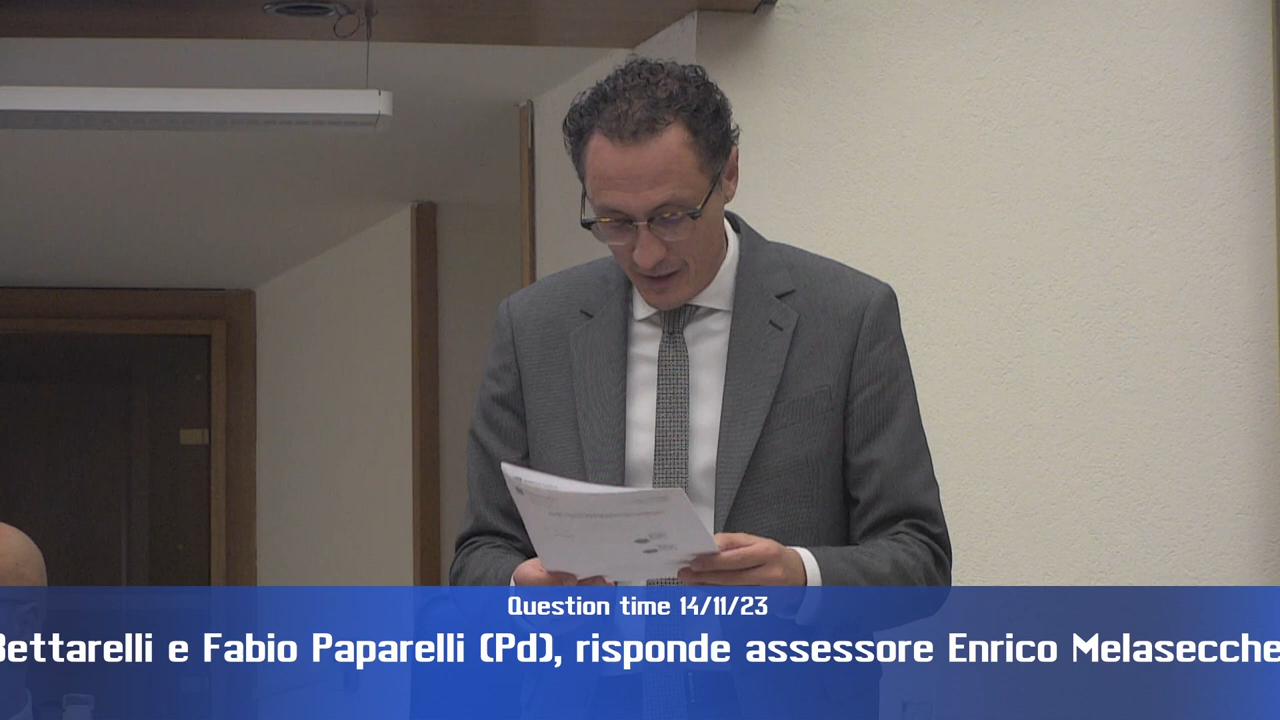 Question time 14/11/23
Bettarelli e Fabio Paparelli (Pd), risponde assessore Enrico Melasecche